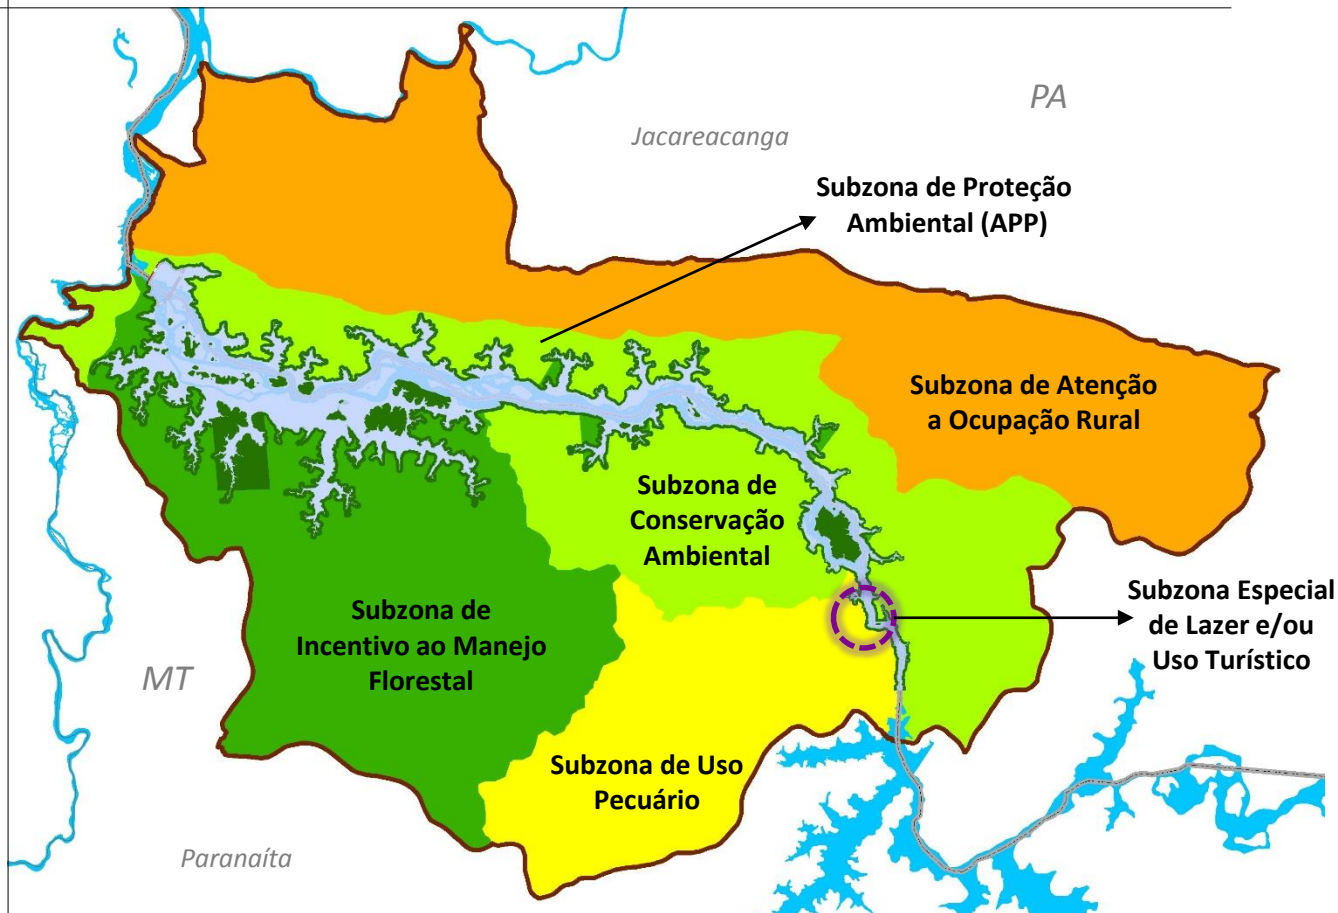 PA
Jacareacanga
Subzona de Proteção
Ambiental (APP)
Subzona de Atenção
a Ocupação Rural
Subzona de
Conservação
Ambiental
Subzona Especial
de Lazer e/ou
Uso Turístico
Subzona de
Incentivo ao Manejo
Florestal
MT
Subzona de Uso
Pecuário
Paranaíta